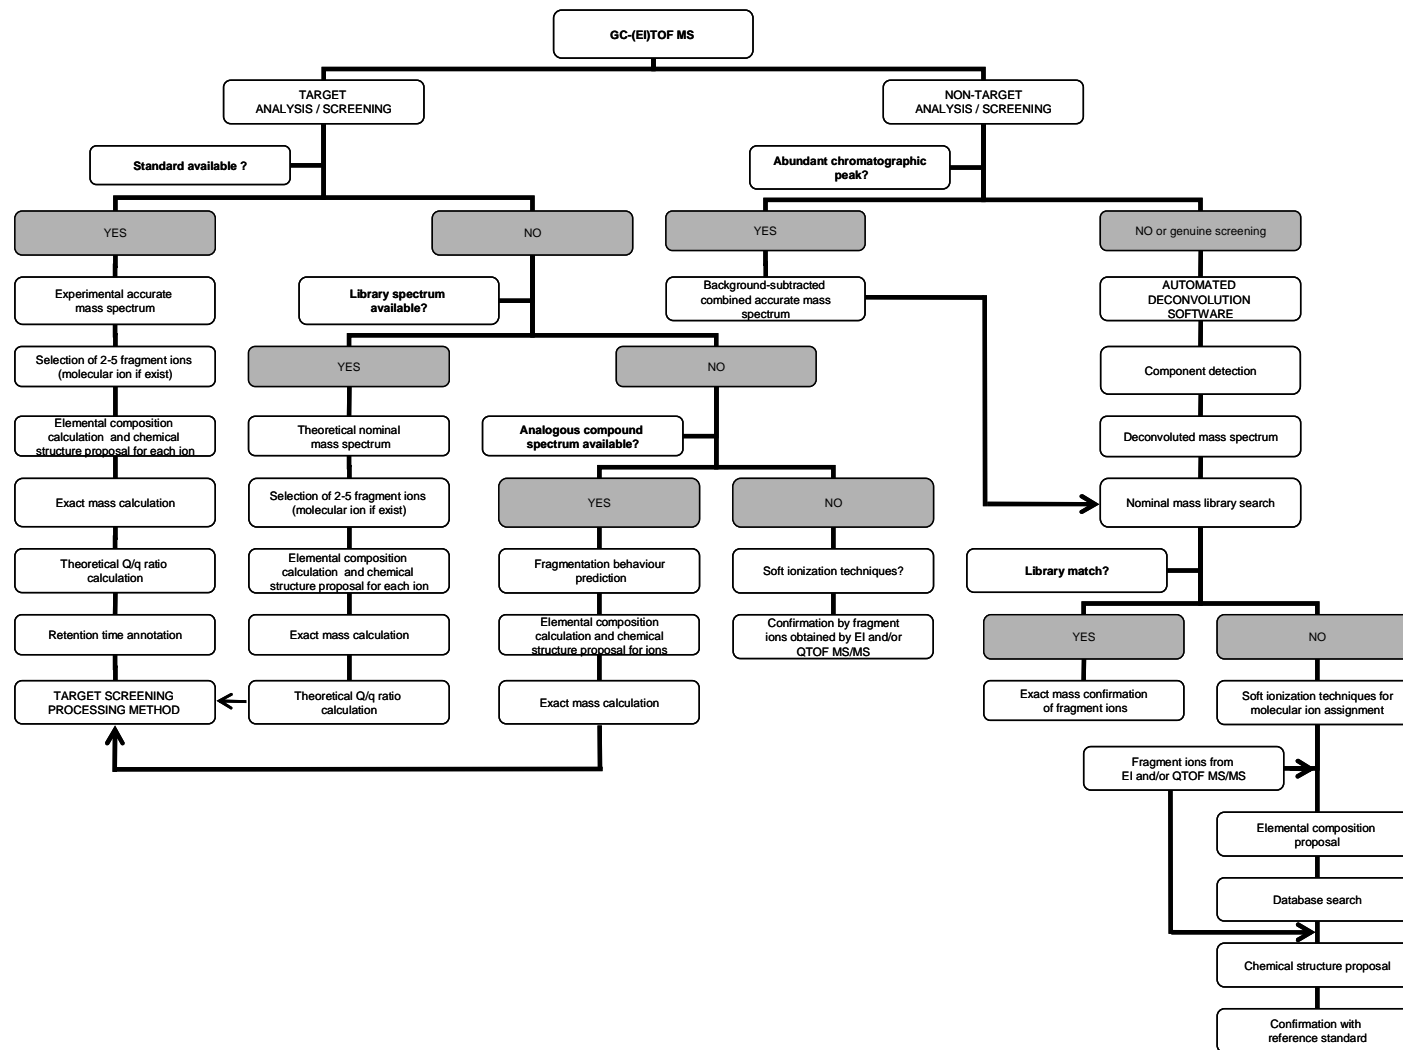 GC-(EI)TOF MS
TARGET
ANALYSIS / SCREENING
NON-TARGET
ANALYSIS / SCREENING
Standard available ?
Abundant chromatographic
peak?
YES
NO
YES
NO or genuine screening
Experimental accurate
mass spectrum
Library spectrum
available?
Background-subtracted
combined accurate mass
spectrum
AUTOMATED
DECONVOLUTION
SOFTWARE
Selection of 2-5 fragment ions
(molecular ion if exist)
YES
NO
Component detection
Elemental composition
calculation and chemical
structure proposal for each ion
Theoretical nominal
mass spectrum
Analogous compound
spectrum available?
Deconvoluted mass spectrum
Exact mass calculation
Selection of 2-5 fragment ions
(molecular ion if exist)
YES
NO
Nominal mass library search
Theoretical Q/q ratio
calculation
Elemental composition
calculation and chemical
structure proposal for each ion
Fragmentation behaviour
prediction
Soft ionization techniques?
Library match?
Retention time annotation
Exact mass calculation
Elemental composition
calculation and chemical
structure proposal for ions
Confirmation by fragment
ions obtained by EI and/or
QTOF MS/MS
YES
NO
TARGET SCREENING
PROCESSING METHOD
Theoretical Q/q ratio
calculation
Exact mass calculation
Exact mass confirmation
of fragment ions
Soft ionization techniques for
molecular ion assignment
Fragment ions from
EI and/or QTOF MS/MS
Elemental composition
proposal
Database search
Chemical structure proposal
Confirmation with
reference standard